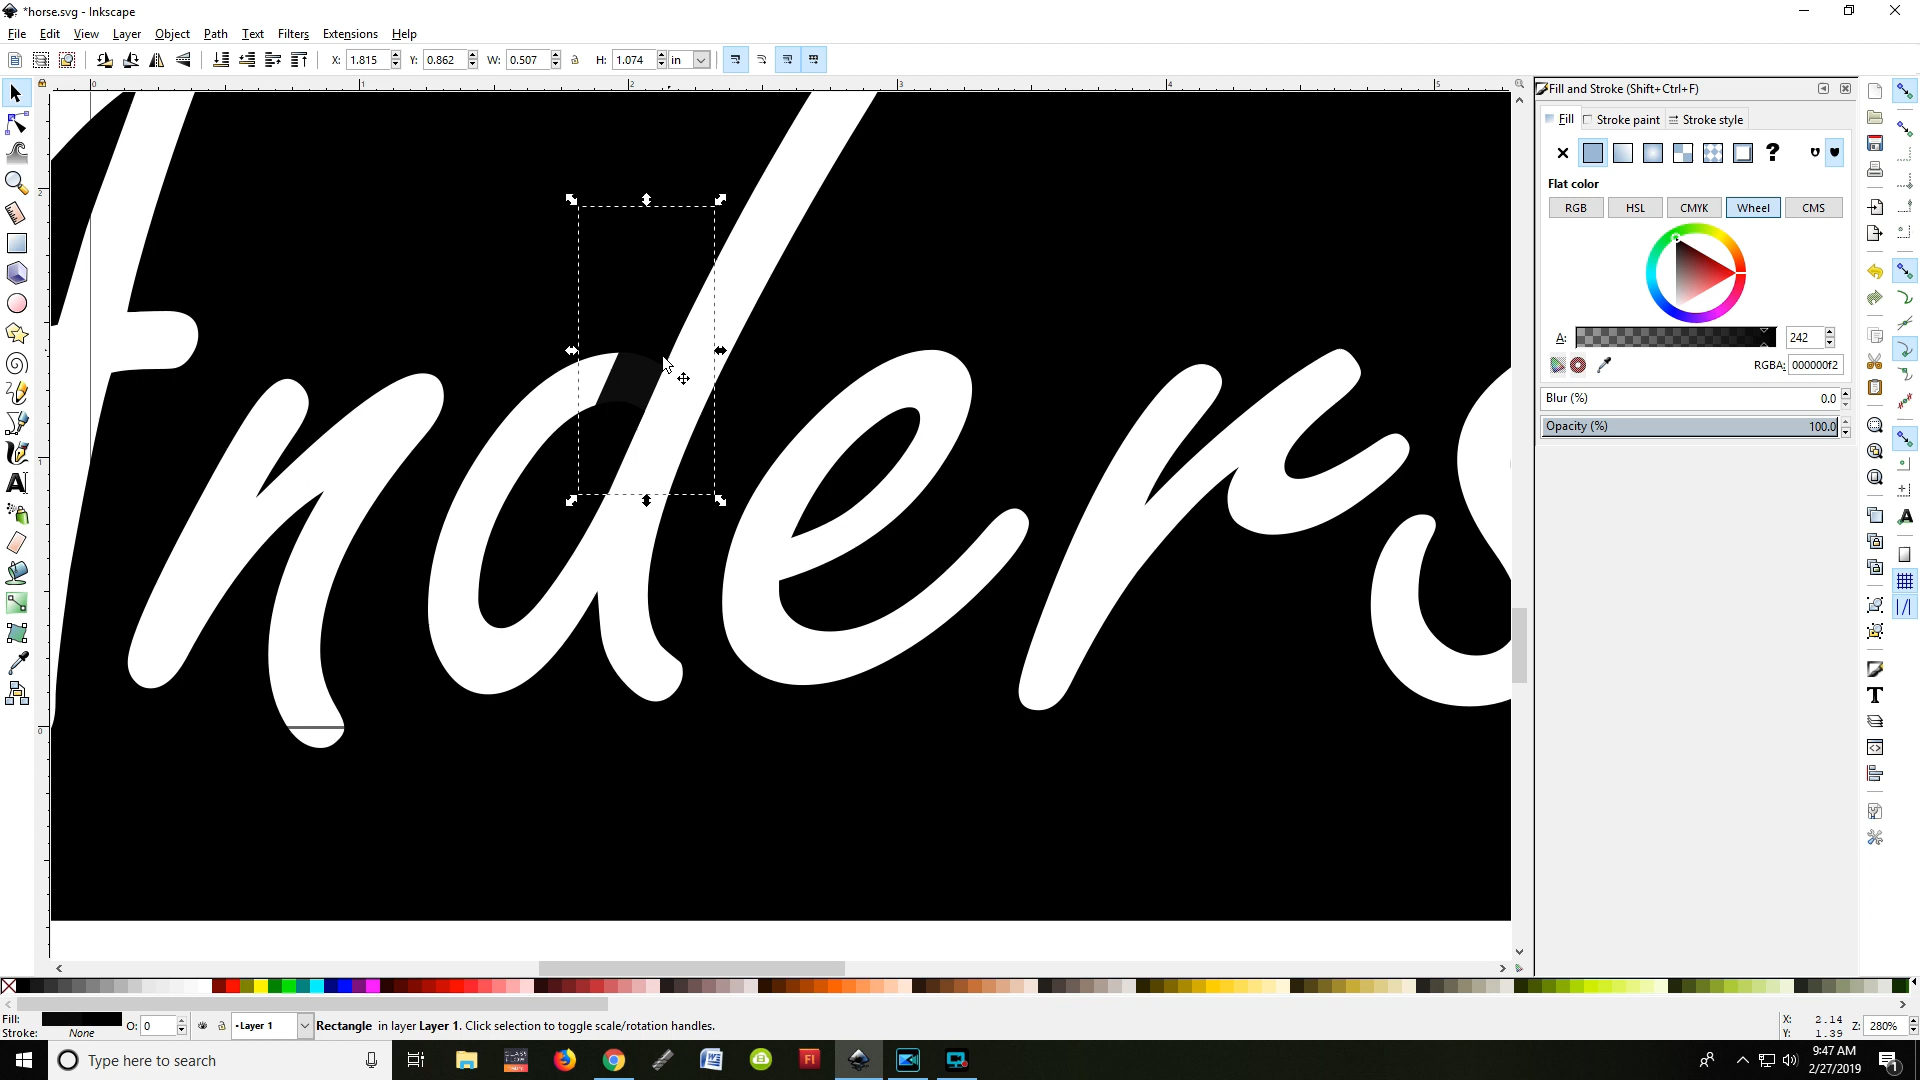 *horse.svg - Inkscape
File Edit View Layer Object Path Text Filters Extensions Help
X: 1.815 Y: 0.862 W: 0.507 H: 1.074 in
Fill and Stroke (Shift+Ctrl+F)
Fill Stroke paint Stroke style
Flat color
RGB HSL CMYK Wheel CMS
A: 242
RGBA: 000000f2
Blur (%) 0.0
Opacity (%) 100.0
nders
Fill:
Stroke: None
O: 0
Layer 1
Rectangle in layer Layer 1. Click selection to toggle scale/rotation handles.
X: 2.14
Y: 1.39
Z: 280%
Type here to search
9:47 AM
2/27/2019